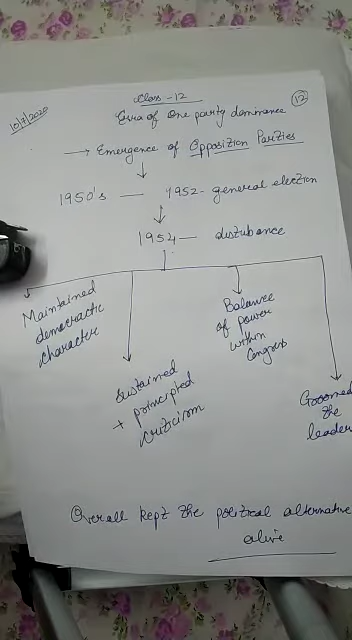 10/7/2020
Class-12
12
Era of One party dominance
→ Emergence of Opposition Parties
1950's — 1952- general election
1954 — distubance
Maintained
democractic
character
Sustained
+ principled
criticism
Balance
of power
within
Congress
Groomed the
leader
Overall kept the political alternative
alive